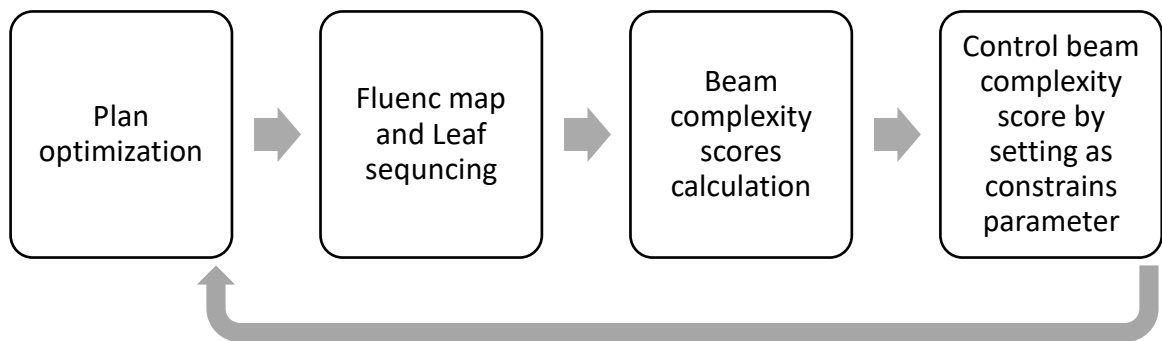 Plan
optimization
Fluenc map
and Leaf
sequncing
Beam
complexity
scores
calculation
Control beam
complexity
score by
setting as
constrains
parameter